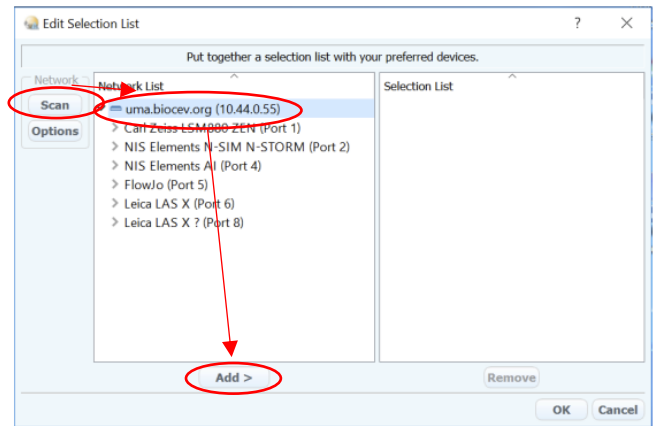 Edit Selection List
Put together a selection list with your preferred devices.
Network
Scan
Options
Network List
uma.biocev.org (10.44.0.55)
Carl Zeiss LSM880 ZEN (Port 1)
NIS Elements N-SIM N-STORM (Port 2)
NIS Elements AI (Port 4)
FlowJo (Port 5)
Leica LAS X (Port 6)
Leica LAS X ? (Port 8)
Selection List
Add >
Remove
OK Cancel